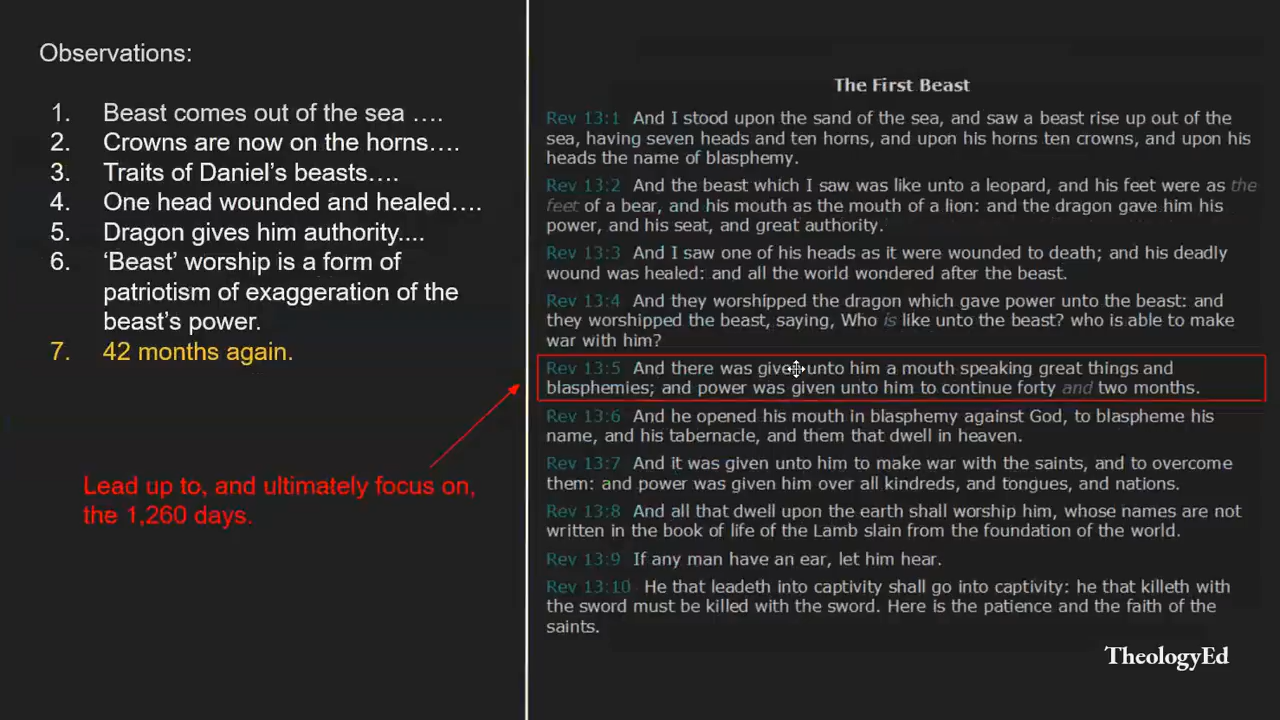 Observations:
1. Beast comes out of the sea ….
2. Crowns are now on the horns….
3. Traits of Daniel’s beasts….
4. One head wounded and healed….
5. Dragon gives him authority....
6. ‘Beast’ worship is a form of
patriotism of exaggeration of the
beast’s power.
7. 42 months again.
Lead up to, and ultimately focus on,
the 1,260 days.
The First Beast
Rev 13:1 And I stood upon the sand of the sea, and saw a beast rise up out of the
sea, having seven heads and ten horns, and upon his horns ten crowns, and upon his
heads the name of blasphemy.
Rev 13:2 And the beast which I saw was like unto a leopard, and his feet were as the
feet of a bear, and his mouth as the mouth of a lion: and the dragon gave him his
power, and his seat, and great authority.
Rev 13:3 And I saw one of his heads as it were wounded to death; and his deadly
wound was healed: and all the world wondered after the beast.
Rev 13:4 And they worshipped the dragon which gave power unto the beast: and
they worshipped the beast, saying, Who is like unto the beast? who is able to make
war with him?
Rev 13:5 And there was given unto him a mouth speaking great things and
blasphemies; and power was given unto him to continue forty and two months.
Rev 13:6 And he opened his mouth in blasphemy against God, to blaspheme his
name, and his tabernacle, and them that dwell in heaven.
Rev 13:7 And it was given unto him to make war with the saints, and to overcome
them: and power was given him over all kindreds, and tongues, and nations.
Rev 13:8 And all that dwell upon the earth shall worship him, whose names are not
written in the book of life of the Lamb slain from the foundation of the world.
Rev 13:9 If any man have an ear, let him hear.
Rev 13:10 He that leadeth into captivity shall go into captivity: he that killeth with
the sword must be killed with the sword. Here is the patience and the faith of the
saints.
TheologyEd